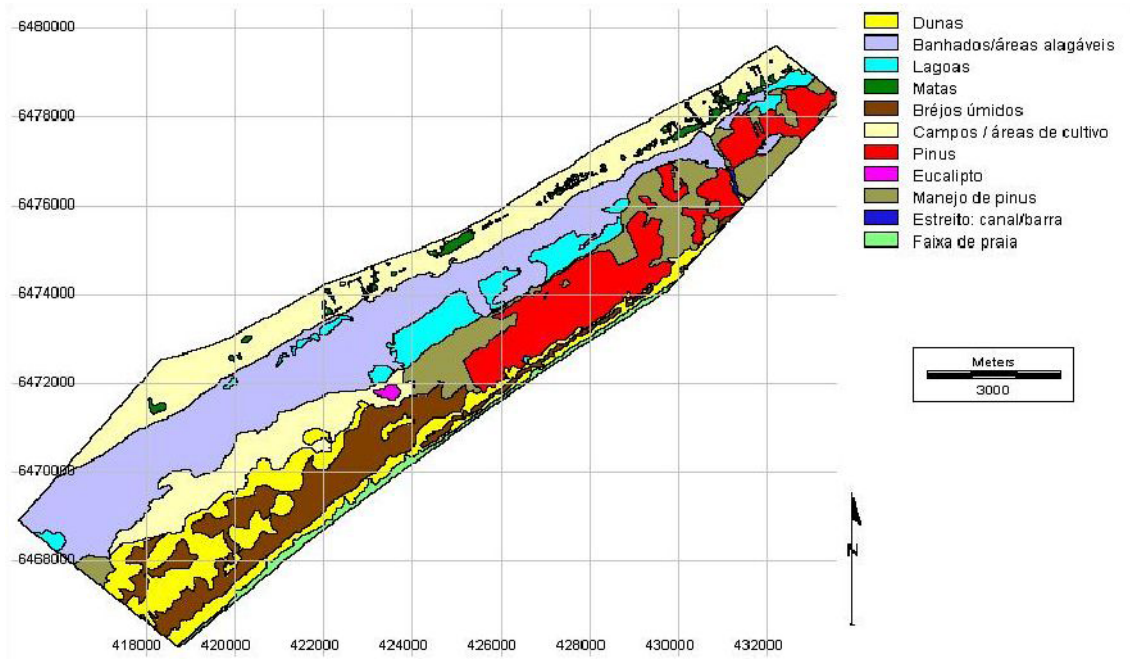 6480000
6478000
6476000
6474000
6472000
6470000
6468000
418000 420000 422000 424000 426000 428000 430000 432000
Dunas
Banhados/áreas alagáveis
Lagoas
Matas
Bréjos úmidos
Campos / áreas de cultivo
Pinus
Eucalipto
Manejo de pinus
Estreito: canal/barra
Faixa de praia
Meters
3000
N